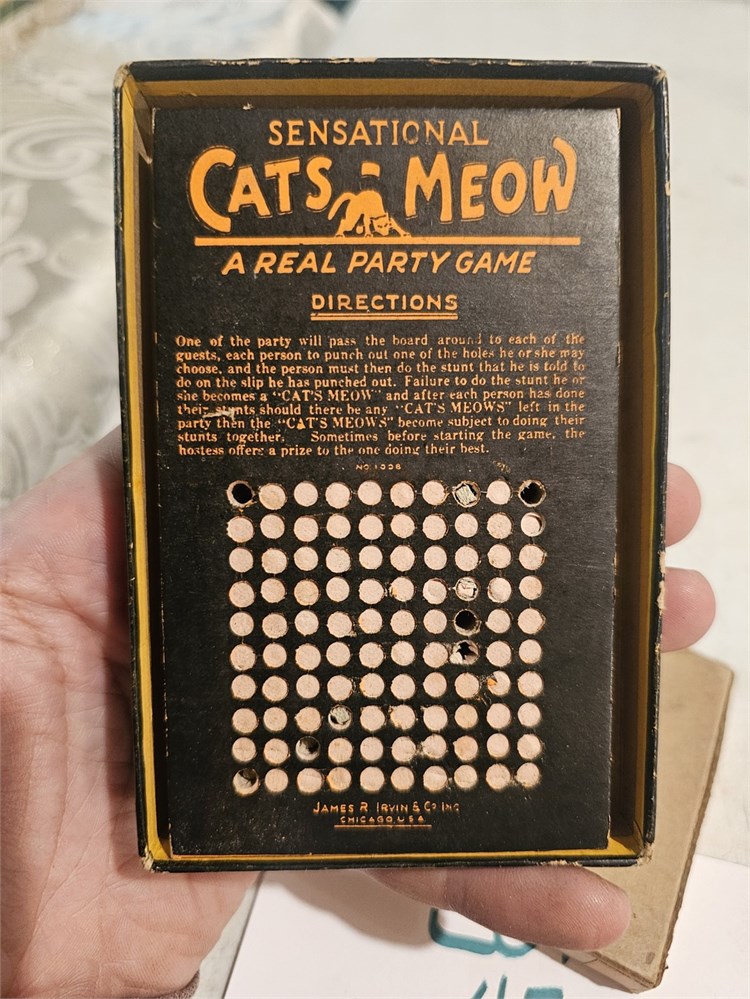 SENSATIONAL
CATS-MEOW
A REAL PARTY GAME
DIRECTIONS
One of the party will pass the board around to each of the
guests, each person to punch out one of the holes he or she may
choose, and the person must then do the stunt that he is told to
do on the slip he has punched out. Failure to do the stunt he or
she becomes a "CAT'S MEOW" and after each person has done
their stunts should there be any "CAT'S MEOWS" left in the
party then the "CAT'S MEOWS" become subject to doing their
stunts together. Sometimes before starting the game, the
hostess offers a prize to the one doing their best.
JAMES R. IRVIN & CO INC
CHICAGO, USA